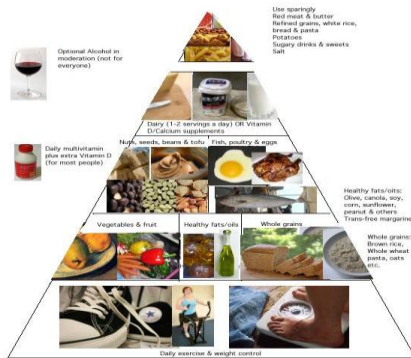 Use sparingly
Red meat & butter
Refined grains, white rice,
bread & pasta
Potatoes
Sugary drinks & sweets
Salt
Optional Alcohol in
moderation (not for
everyone)
Dairy (1-2 servings a day) OR Vitamin
D/Calcium supplements
Daily multivitamin
plus extra Vitamin D
(for most people)
Nuts, seeds, beans & tofu
Fish, poultry & eggs
Healthy fats/oils:
Olive, canola, soy,
corn, sunflower,
peanut & others
Trans-free margarine
Vegetables & fruit
Healthy fats/oils
Whole grains
Whole grains:
Brown rice,
Whole wheat
pasta, oats
etc.
Daily exercise & weight control